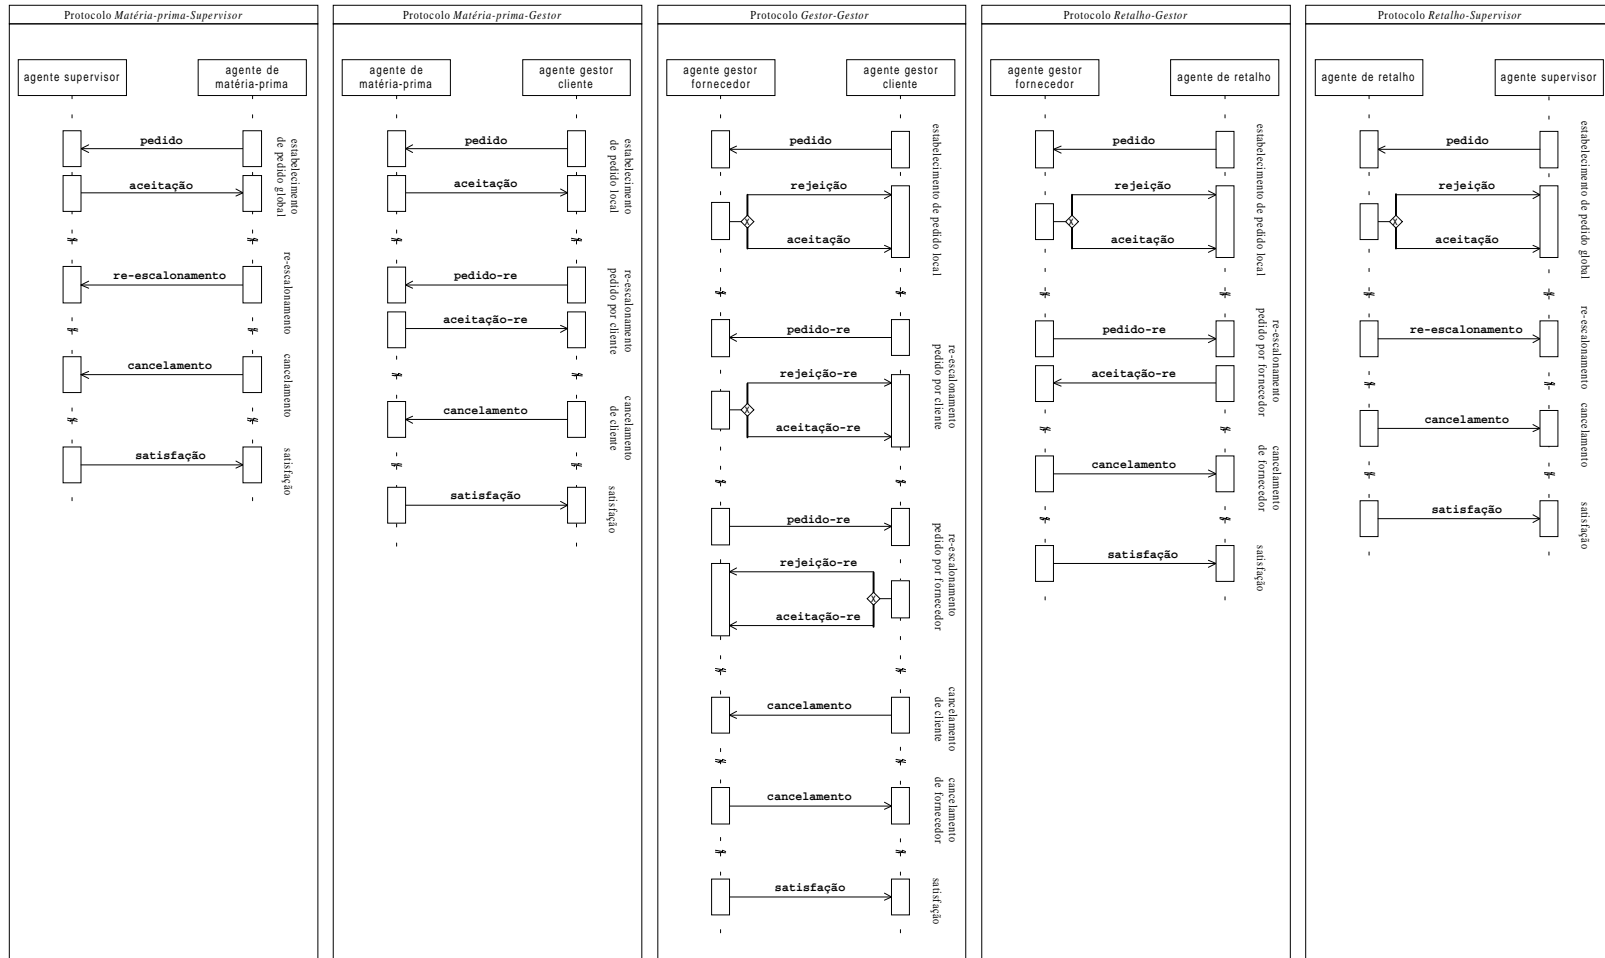 Protocolo Matéria-prima-Supervisor
agente supervisor
agente de
matéria-prima
pedido
aceitação
estabelecimento
de pedido global
re-escalonamento
re-escalonamento
cancelamento
cancelamento
satisfação
satisfação
Protocolo Matéria-prima-Gestor
agente de
matéria-prima
agente gestor
cliente
pedido
aceitação
estabelecimento
de pedido local
pedido-re
aceitação-re
re-escalonamento
pedido por cliente
cancelamento
cancelamento
de cliente
satisfação
satisfação
Protocolo Gestor-Gestor
agente gestor
fornecedor
agente gestor
cliente
pedido
rejeição
aceitação
estabelecimento de pedido local
pedido-re
rejeição-re
aceitação-re
re-escalonamento
pedido por cliente
pedido-re
rejeição-re
aceitação-re
re-escalonamento
pedido por fornecedor
cancelamento
cancelamento
de cliente
cancelamento
cancelamento
de fornecedor
satisfação
satisfação
Protocolo Retalho-Gestor
agente gestor
fornecedor
agente de retalho
pedido
rejeição
aceitação
estabelecimento de pedido local
pedido-re
aceitação-re
re-escalonamento
pedido por fornecedor
cancelamento
cancelamento
de fornecedor
satisfação
satisfação
Protocolo Retalho-Supervisor
agente de retalho
agente supervisor
pedido
rejeição
aceitação
estabelecimento de pedido global
re-escalonamento
re-escalonamento
cancelamento
cancelamento
satisfação
satisfação